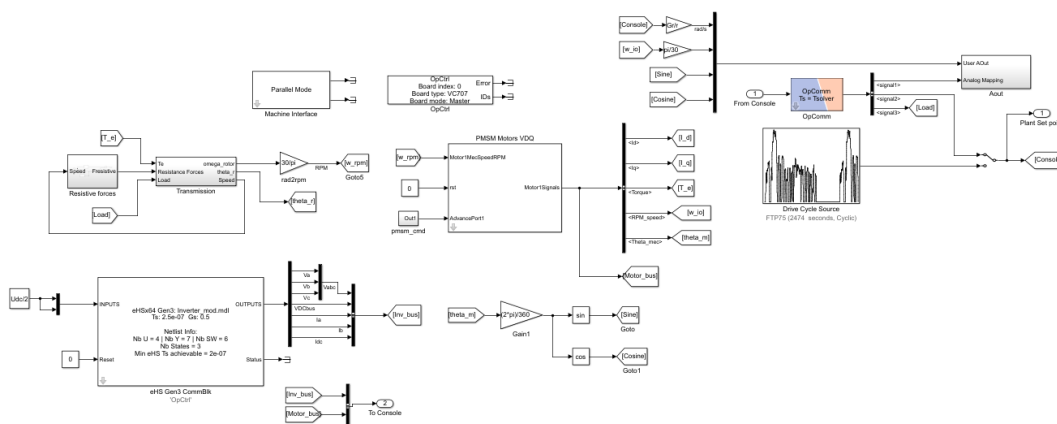 [Console]
Gr/r
rad/s
[w_io]
pi/30
[Sine]
[Cosine]
User AOut
Analog Mapping
Aout
1
From Console
OpComm
Ts = Tsolver
OpComm
<signal1>
<signal2>
<signal3>
[Load]
1
Plant Set poi
[Consol
Drive Cycle Source
FTP75 (2474 seconds, Cyclic)
Parallel Mode
Machine Interface
OpCtrl
Board index: 0
Board type: VC707
Board mode: Master
Error
IDs
OpCtrl
[T_e]
Speed
Fresistive
Resistive forces
Te
Resistance Forces
Load
omega_rotor
theta_r
Speed
Transmission
30/pi
rad2rpm
RPM
[w_rpm]
Goto5
[theta_r]
Load]
PMSM Motors VDQ
[w_rpm]
Motor1MecSpeedRPM
0
rst
Out1
pmsm_cmd
AdvancePort1
Motor1Signals
<Id>
[I_d]
<Iq>
[I_q]
<Torque>
[T_e]
<RPM_speed>
[w_io]
<Theta_mec>
[theta_m]
[Motor_bus]
Udc/2
INPUTS
0
Reset
eHSx64 Gen3: Inverter_mod.mdl
Ts: 2.5e-07 Gs: 0.5
Netlist Info:
Nb U = 4 | Nb Y = 7 | Nb SW = 6
Nb States = 3
Min eHS Ts achievable = 2e-07
OUTPUTS
Status
eHS Gen3 CommBlk
'OpCtrl'
Va
Vb
Vc
Vabc
VDCbus
Ia
Ib
Idc
[Inv_bus]
[theta_m]
(2*pi)/360
Gain1
sin
[Sine]
Goto
cos
[Cosine]
Goto1
[Inv_bus]
[Motor_bus]
2
To Console